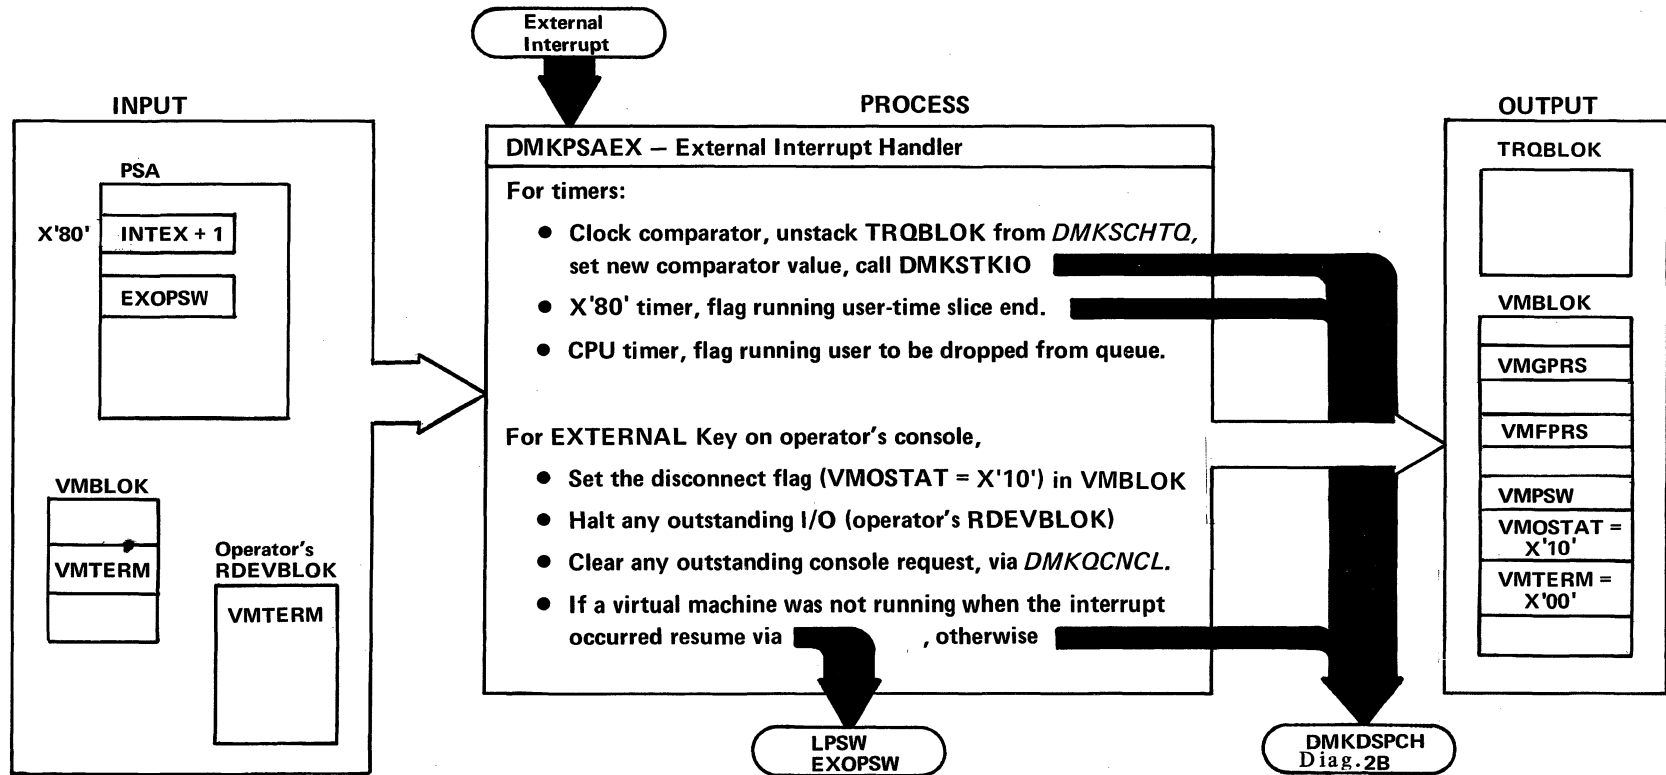 External
Interrupt
INPUT
PROCESS
OUTPUT
PSA
X'80'
INTEX + 1
EXOPSW
VMBLOK
VMTERM
Operator's
RDEVBLOK
VMTERM
DMKPSAEX — External Interrupt Handler
For timers:
● Clock comparator, unstack TRQBLOK from DMKSCHTQ,
set new comparator value, call DMKSTKIO
● X'80' timer, flag running user-time slice end.
● CPU timer, flag running user to be dropped from queue.
For EXTERNAL Key on operator's console,
● Set the disconnect flag (VMOSTAT = X'10') in VMBLOK
● Halt any outstanding I/O (operator's RDEVBLOK)
● Clear any outstanding console request, via DMKQCNCL.
● If a virtual machine was not running when the interrupt
occurred resume via , otherwise
LPSW
EXOPSW
DMKDSPCH
Diag.2B
TRQBLOK
VMBLOK
VMGPRS
VMFPRS
VMPSW
VMOSTAT =
X'10'
VMTERM =
X'00'